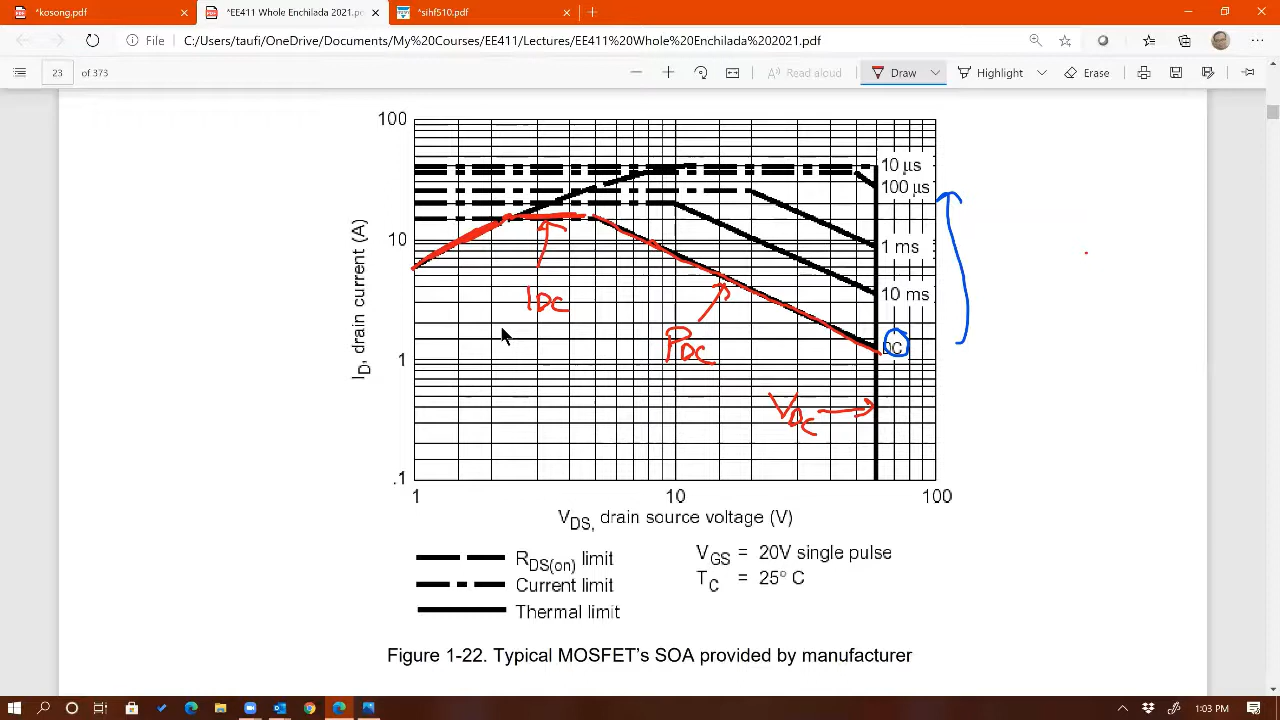 *kosong.pdf
*EE411 Whole Enchilada 2021.p
*sihf510.pdf
File
C:/Users/taufi/OneDrive/Documents/My%20Courses/EE411/Lectures/EE411%20Whole%20Enchilada%202021.pdf
23 of 373
Read aloud
Draw
Highlight
Erase
100
10 µs
100 µs
10
1 ms
10 ms
IDC
PDC
DC
1
VDC
.1
ID, drain current (A)
1
10
100
VDS, drain source voltage (V)
RDS(on) limit
Current limit
Thermal limit
VGS = 20V single pulse
TC = 25° C
Figure 1-22. Typical MOSFET's SOA provided by manufacturer
1:03 PM